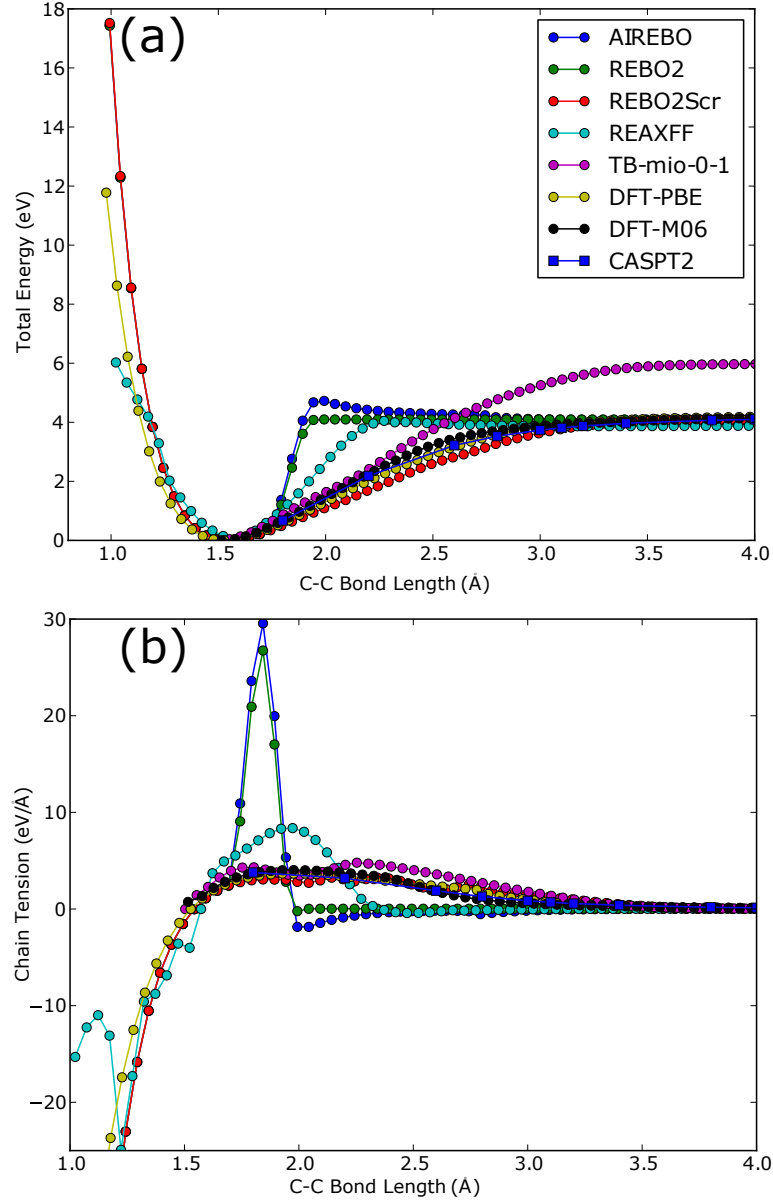 (a)
18
16
14
12
10
8
6
4
2
0
Total Energy (eV)
AIREBO
REBO2
REBO2Scr
REAXFF
TB-mio-0-1
DFT-PBE
DFT-M06
CASPT2
1.0 1.5 2.0 2.5 3.0 3.5 4.0
C-C Bond Length (Å)
(b)
30
20
10
0
−10
−20
Chain Tension (eV/Å)
1.0 1.5 2.0 2.5 3.0 3.5 4.0
C-C Bond Length (Å)